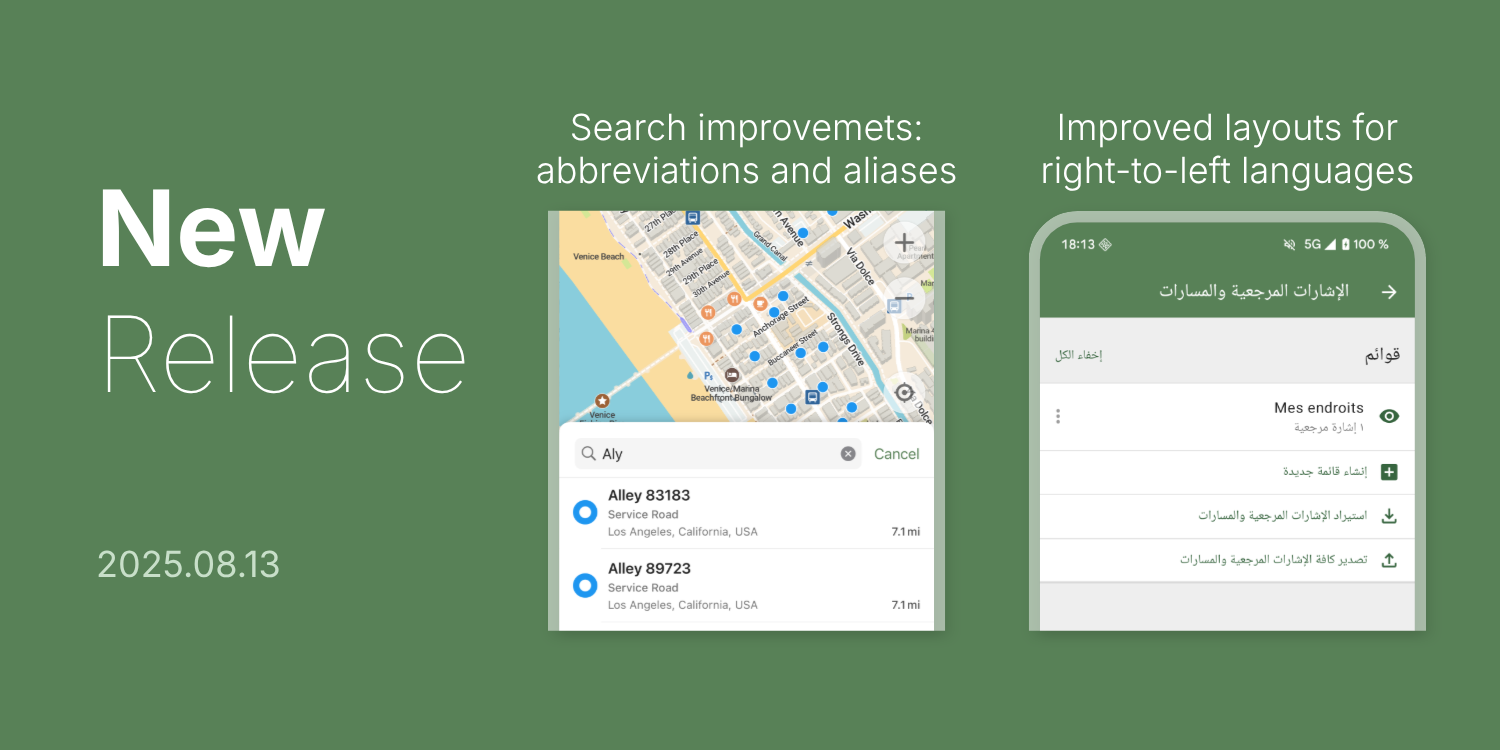 New
Release
2025.08.13
Search improvemets:
abbreviations and aliases
27th Place
28th Place
29th Avenue
29th Place
30th Avenue
Venice Beach
Grand Canal
Avenue
Wash
Via Dolce
Anchorage Street
Buccaneer Street
Strongs Drive
Marina
Venice/Marina
Beachfront Bungalow
Venice
Dolce
Aly
Cancel
Alley 83183
Service Road
Los Angeles, California, USA
7.1 mi
Alley 89723
Service Road
Los Angeles, California, USA
7.1 mi
Improved layouts for
right-to-left languages
18:13
5G
100 %
الإشارات المرجعية والمسارات
قوائم
إخفاء الكل
Mes endroits
١ إشارة مرجعية
إنشاء قائمة جديدة
استيراد الإشارات المرجعية والمسارات
تصدير كافة الإشارات المرجعية والمسارات